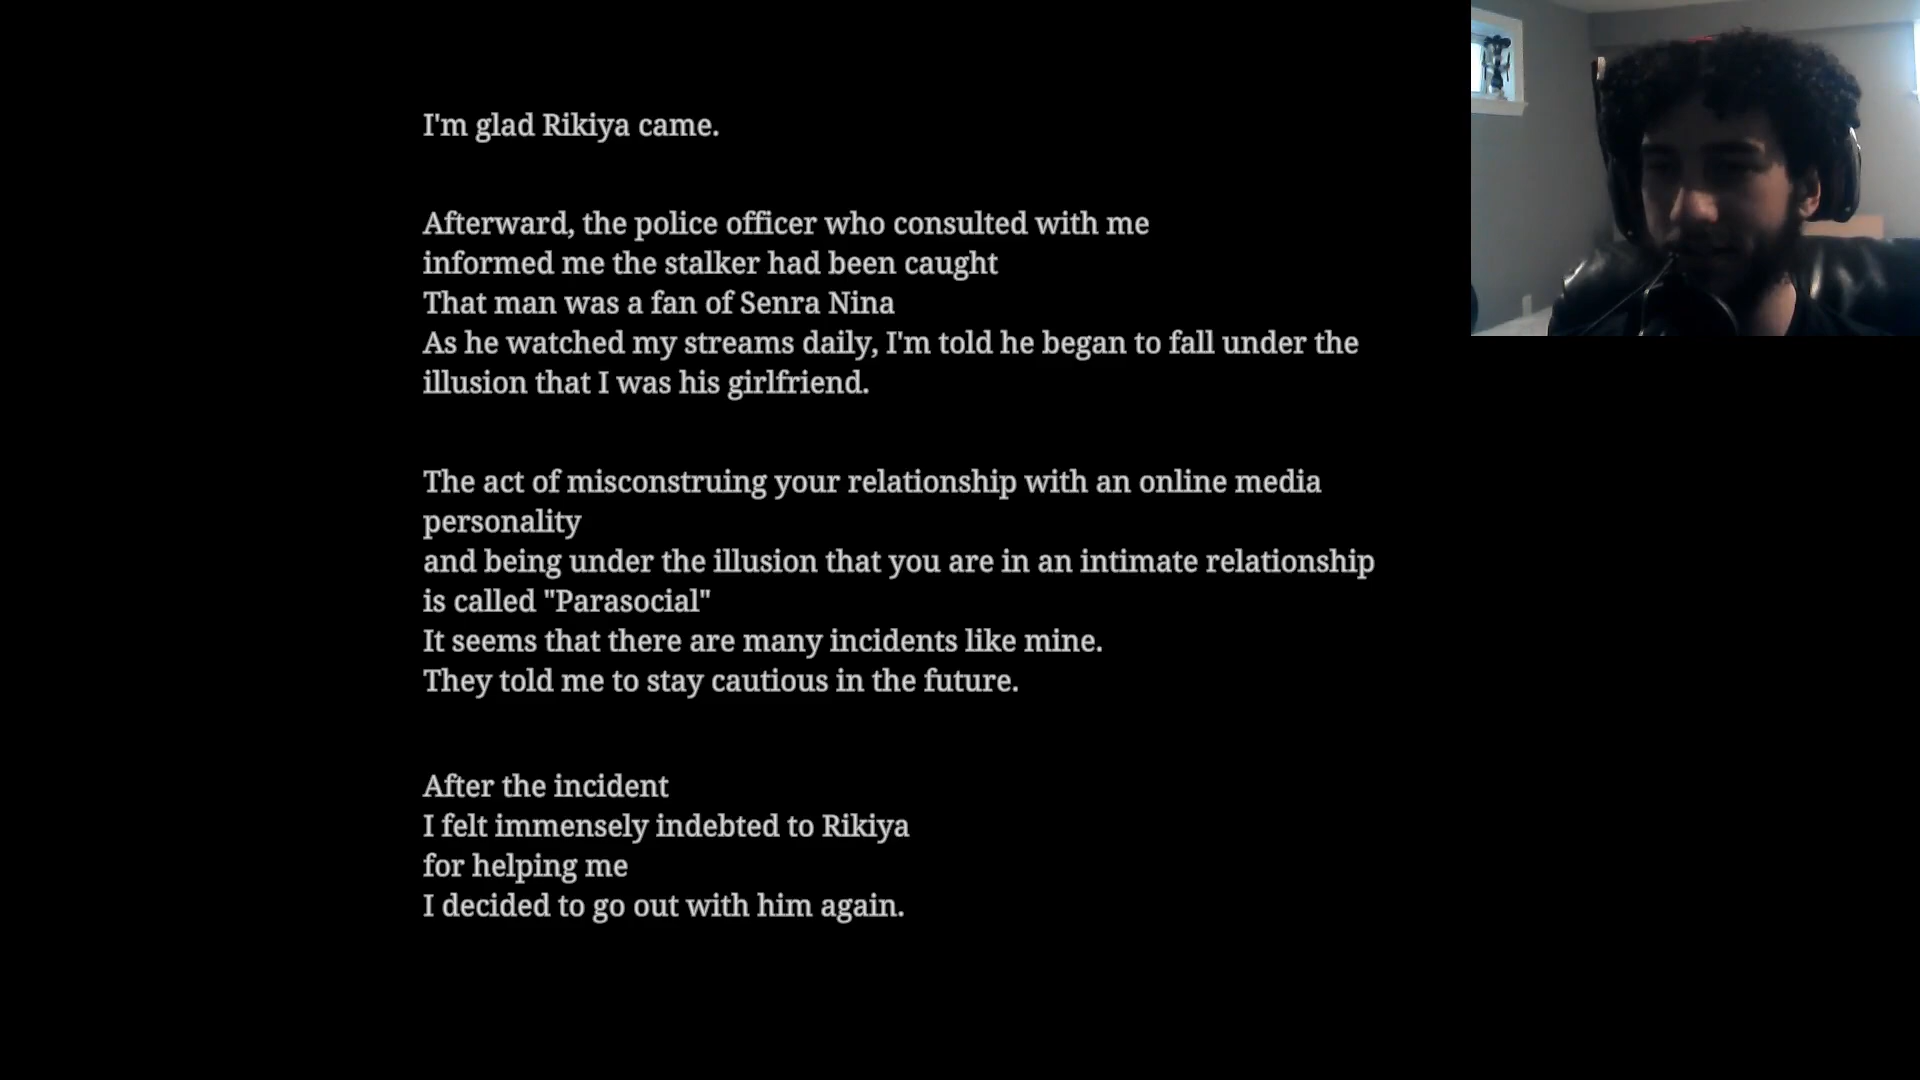 I'm glad Rikiya came.
Afterward, the police officer who consulted with me
informed me the stalker had been caught
That man was a fan of Senra Nina
As he watched my streams daily, I'm told he began to fall under the
illusion that I was his girlfriend.
The act of misconstruing your relationship with an online media
personality
and being under the illusion that you are in an intimate relationship
is called "Parasocial"
It seems that there are many incidents like mine.
They told me to stay cautious in the future.
After the incident
I felt immensely indebted to Rikiya
for helping me
I decided to go out with him again.